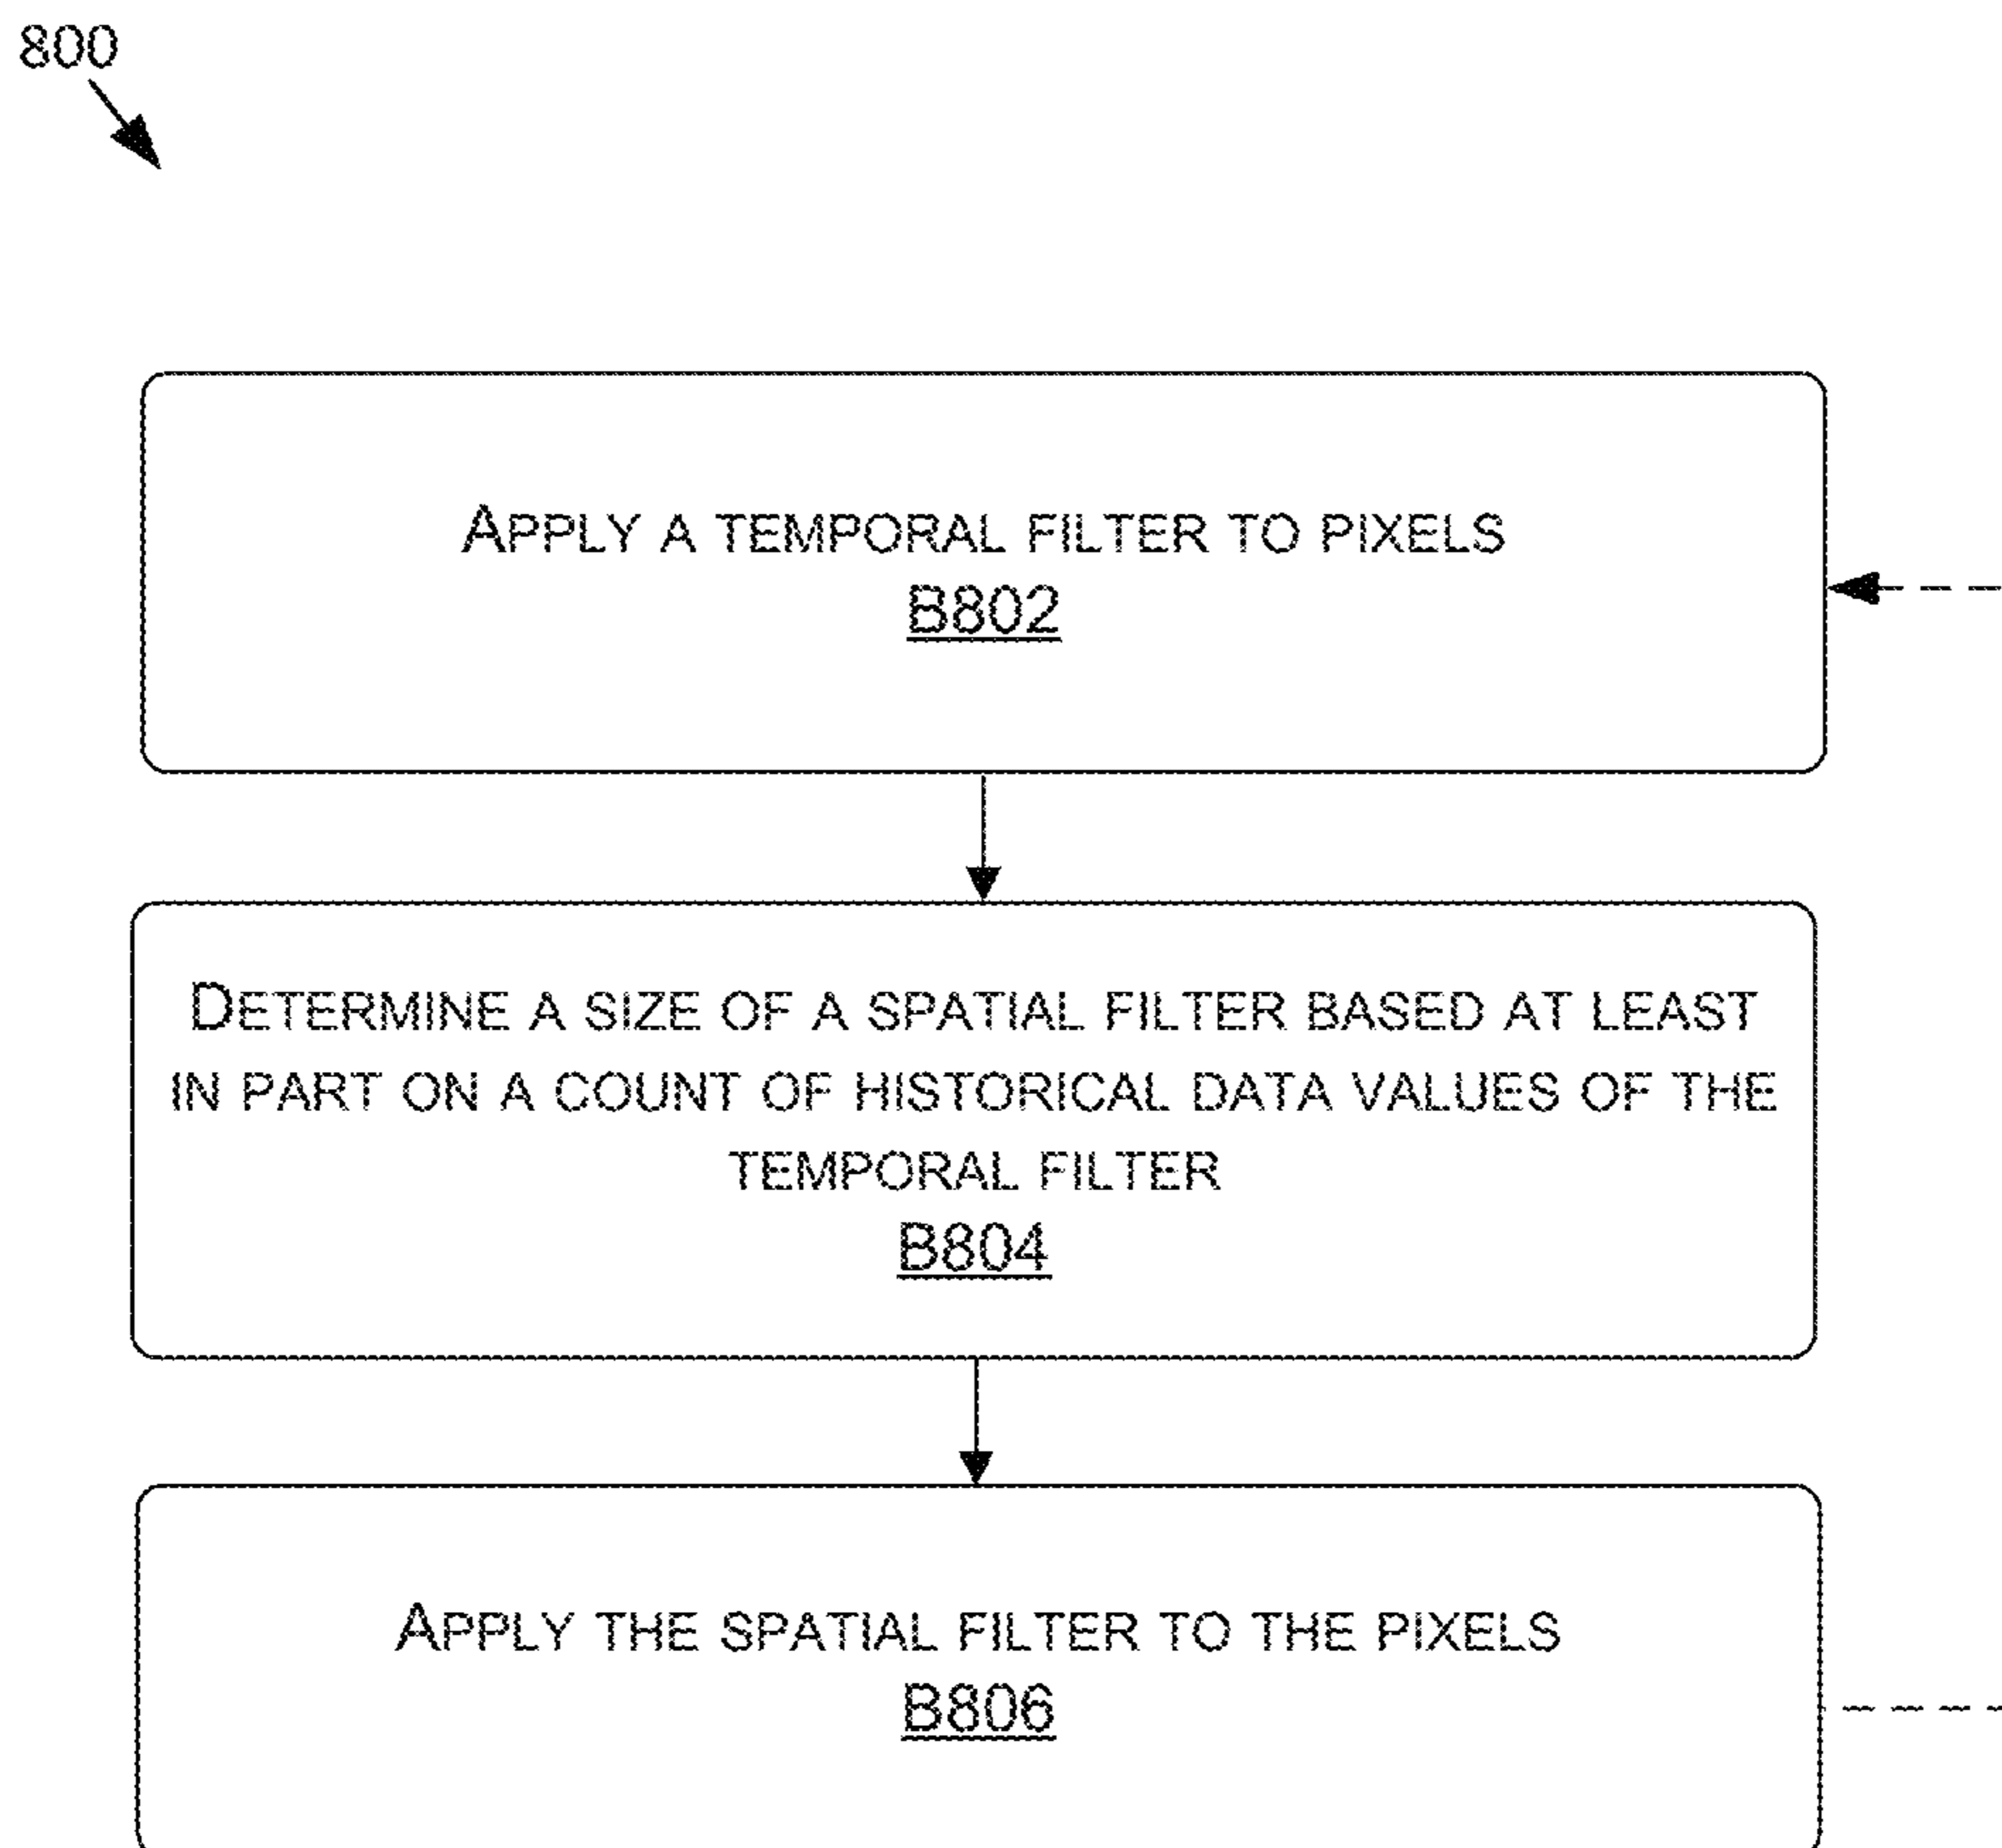 800
APPLY A TEMPORAL FILTER TO PIXELS
B802
DETERMINE A SIZE OF A SPATIAL FILTER BASED AT LEAST
IN PART ON A COUNT OF HISTORICAL DATA VALUES OF THE
TEMPORAL FILTER
B804
APPLY THE SPATIAL FILTER TO THE PIXELS
B806